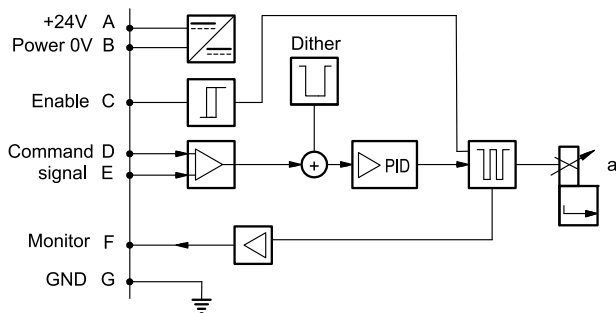 +24V A
Power 0V B
Dither
Enable C
Command D
signal E
+
PID
a
Monitor F
GND G